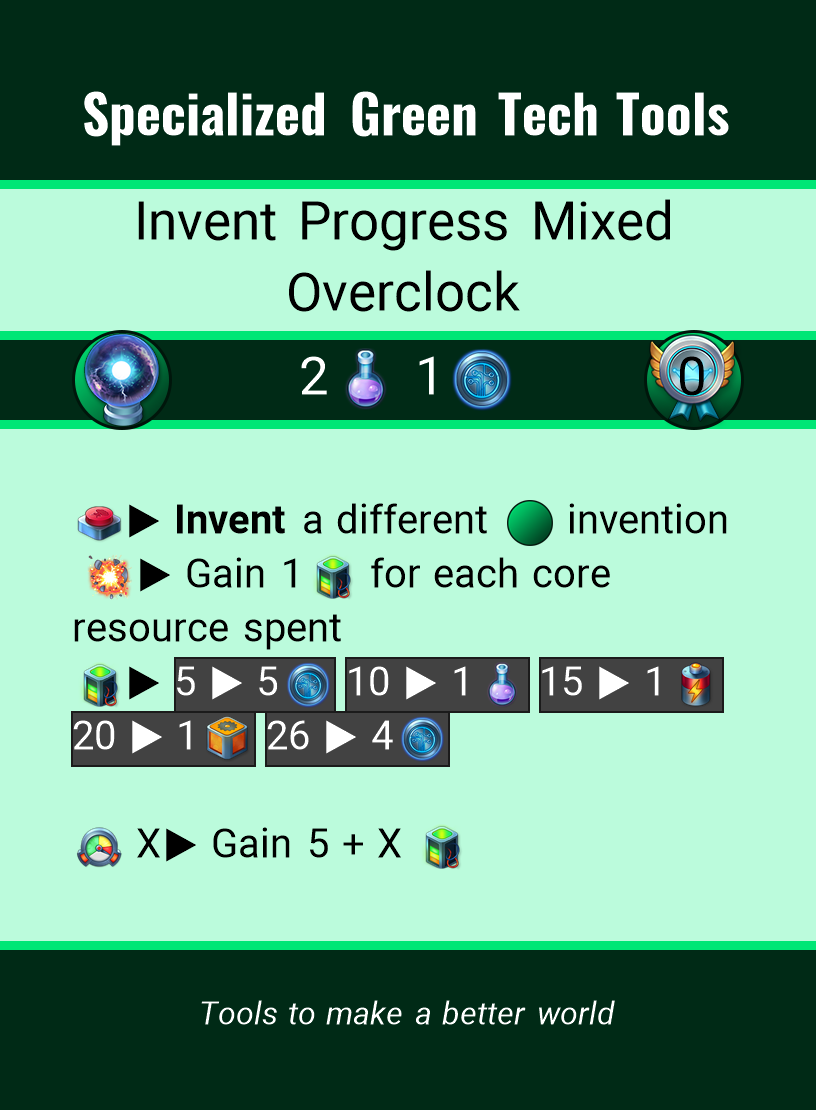 Specialized Green Tech Tools
Invent Progress Mixed
Overclock
2 1 0
▶ Invent a different invention
▶ Gain 1 for each core
resource spent
▶ 5 ▶ 5 10 ▶ 1 15 ▶ 1
20 ▶ 1 26 ▶ 4
X▶ Gain 5 + X
Tools to make a better world